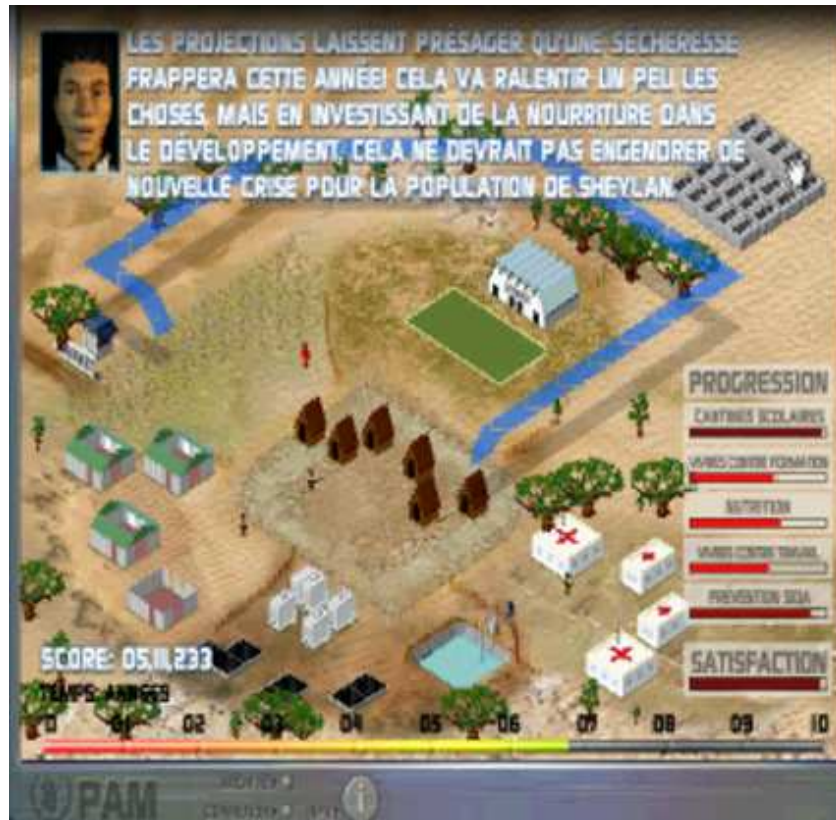 LES PROJECTIONS LAISSENT PRÉSAGER QU'UNE SÉCHERESSE
FRAPPERA CETTE ANNÉE! CELA VA RALENTIR UN PEU LES
CHOSES, MAIS EN INVESTISSANT DE LA NOURRITURE DANS
LE DÉVELOPPEMENT, CELA NE DEVRAIT PAS ENGENDRER DE
NOUVELLE CRISE POUR LA POPULATION DE SHEYLAN.
PROGRESSION
CANTINES SCOLAIRES
VIVRES CONTRE FORMATION
NUTRITION
VIVRES CONTRE TRAVAIL
PREVENTION SIDA
SATISFACTION
SCORE: 05,111,233
TEMPS: ANNEES
0 01 02 03 04 05 06 07 08 09 10
PAM
i